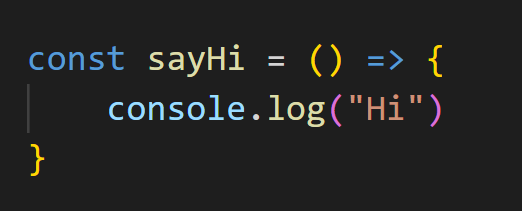 const sayHi = () => {
    console.log("Hi")
}